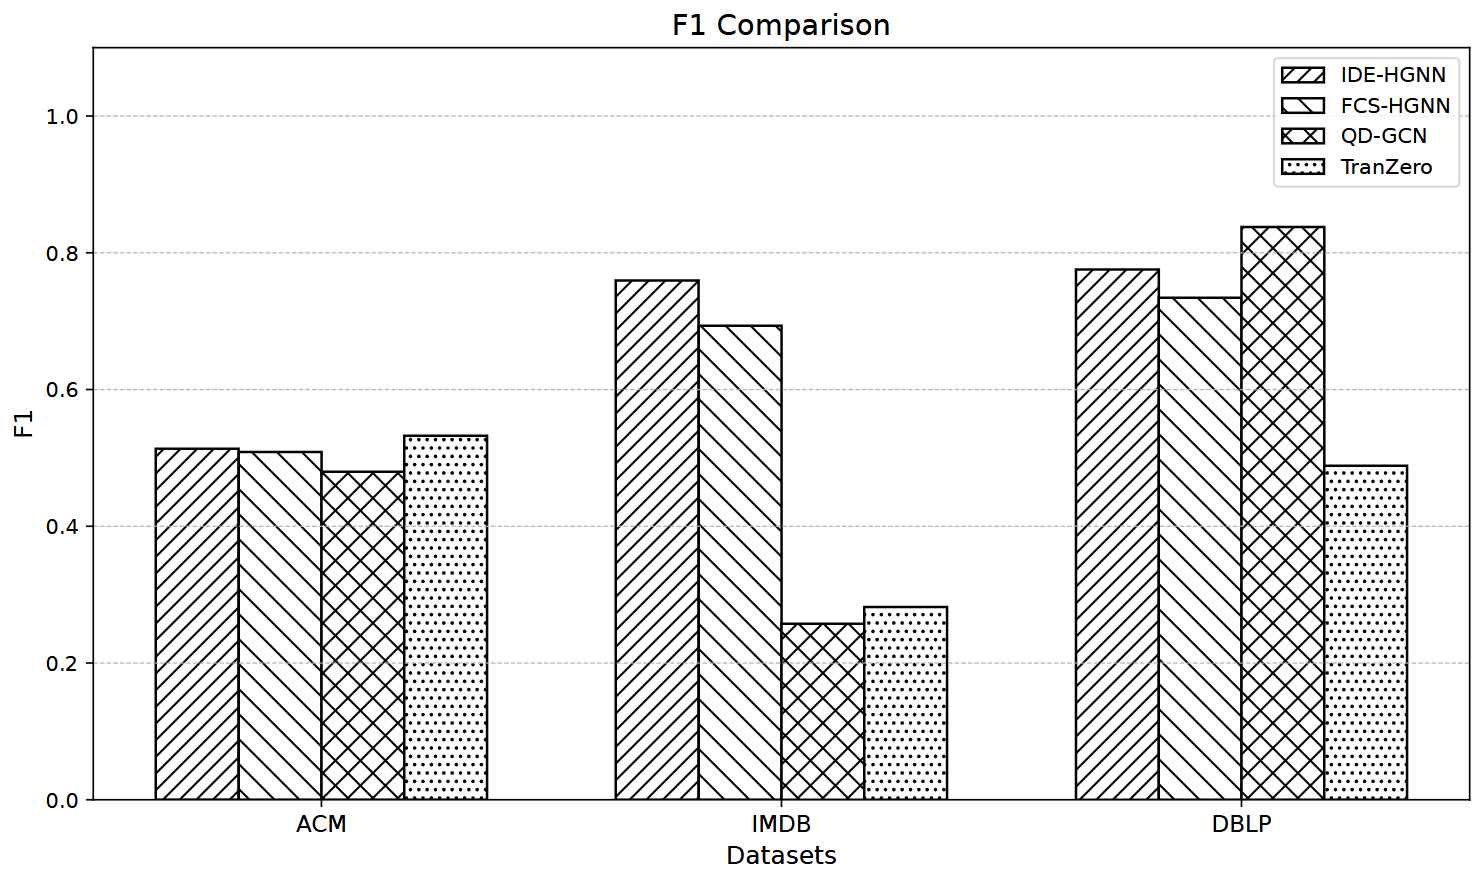 F1 Comparison
IDE-HGNN
FCS-HGNN
QD-GCN
TranZero
1.0
0.8
0.6
0.4
0.2
0.0
F1
ACM
IMDB
DBLP
Datasets